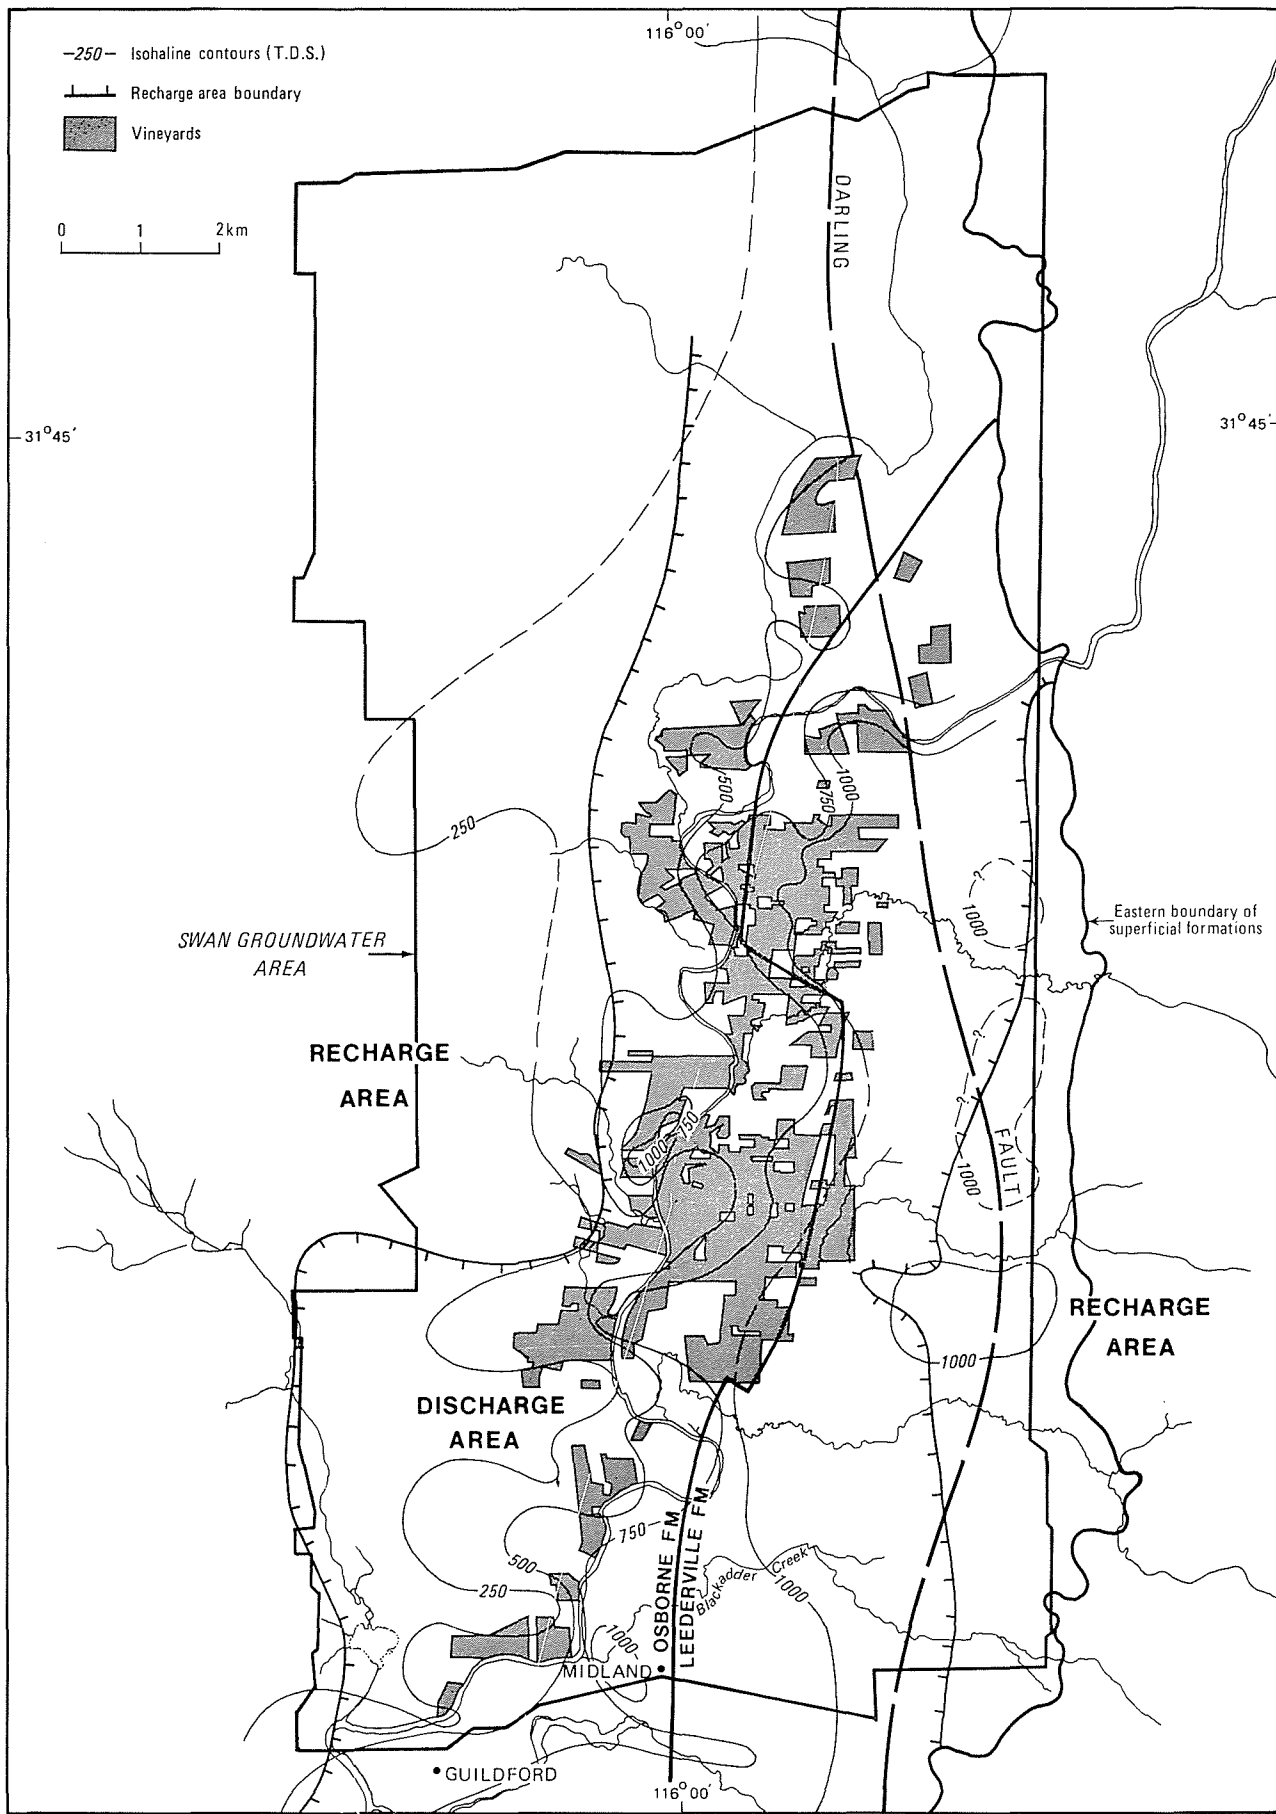 116°00'
—250— Isohaline contours (T.D.S.)
Recharge area boundary
Vineyards
0 1 2km
DARLING
31°45'
31°45'
500
750
1000
250
1000
?
Eastern boundary of
superficial formations
SWAN GROUNDWATER
AREA
?
RECHARGE
AREA
?
FAULT
750
1000
1000
RECHARGE
AREA
1000
DISCHARGE
AREA
OSBORNE FM
LEEDERVILLE FM
750
500
250
Blackadder Creek
1000
1000
MIDLAND
GUILDFORD
116°00'